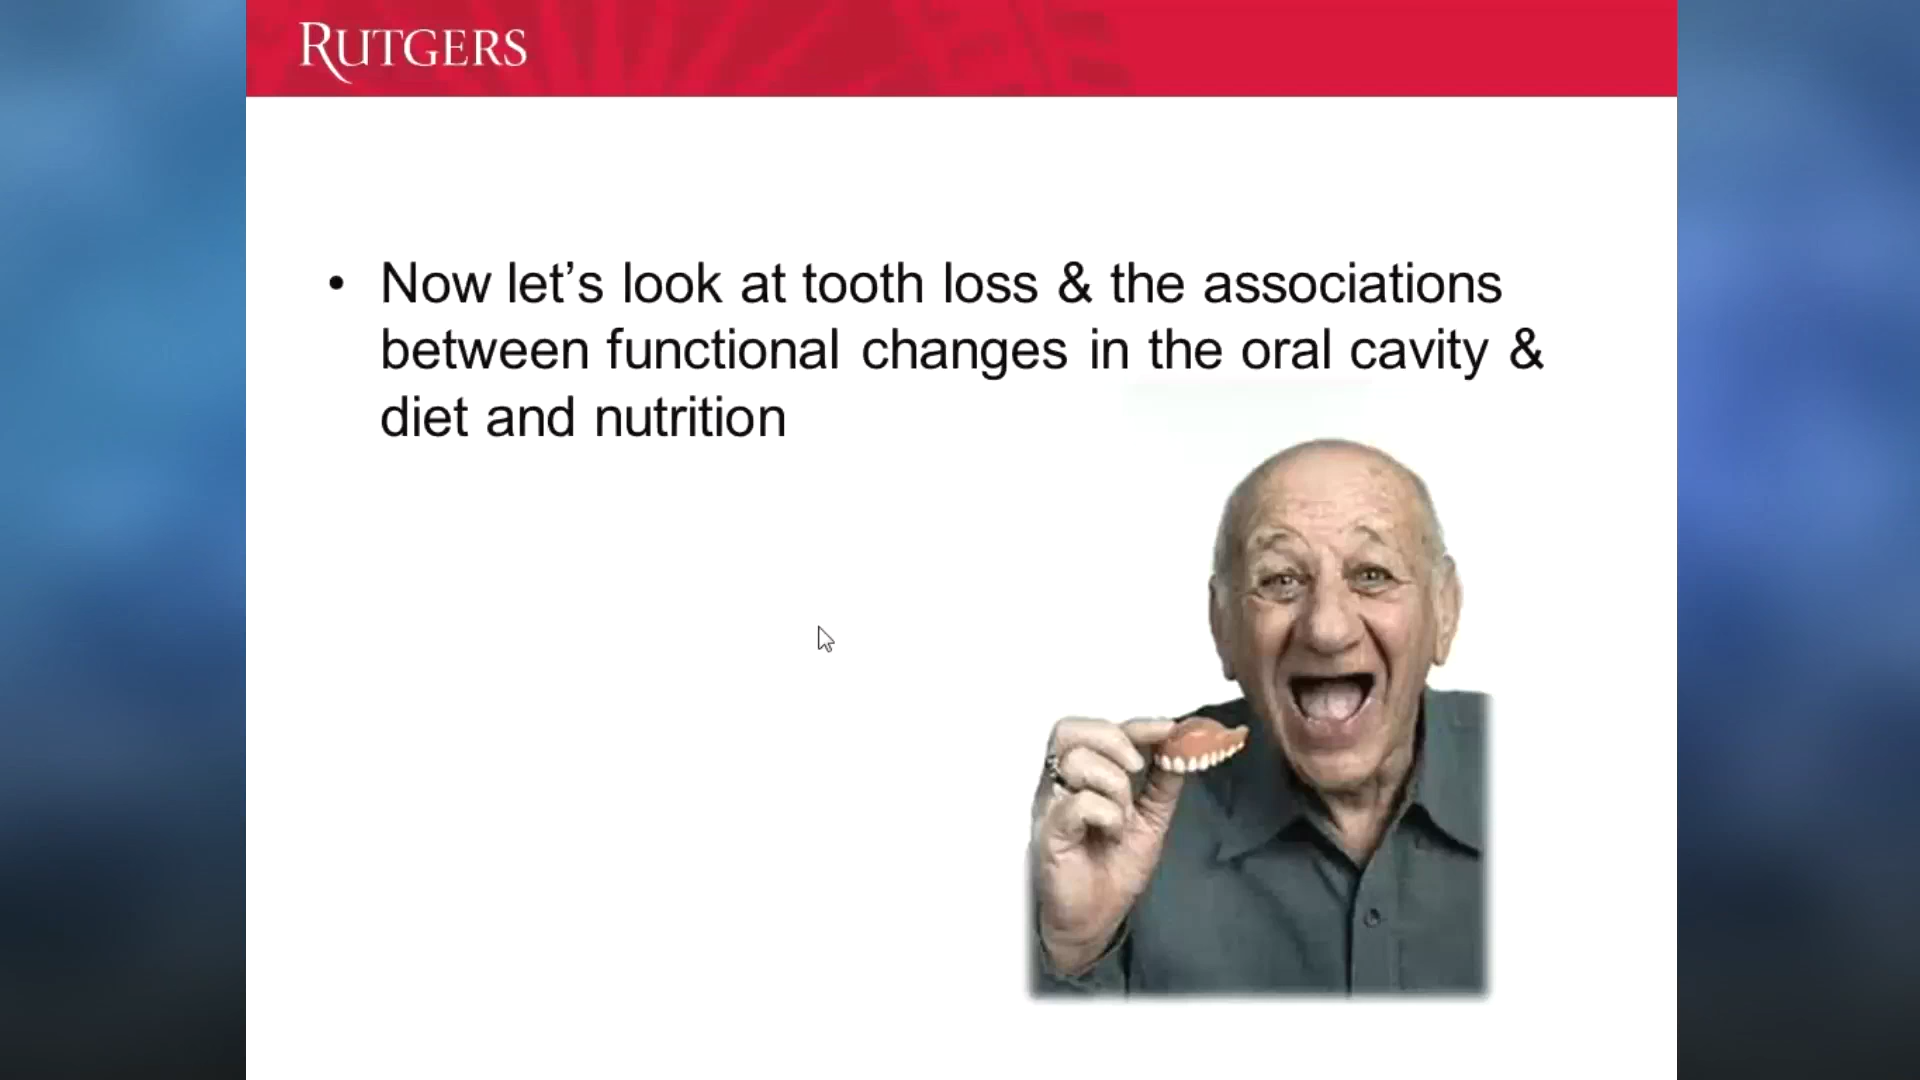 RUTGERS
• Now let’s look at tooth loss & the associations
between functional changes in the oral cavity &
diet and nutrition